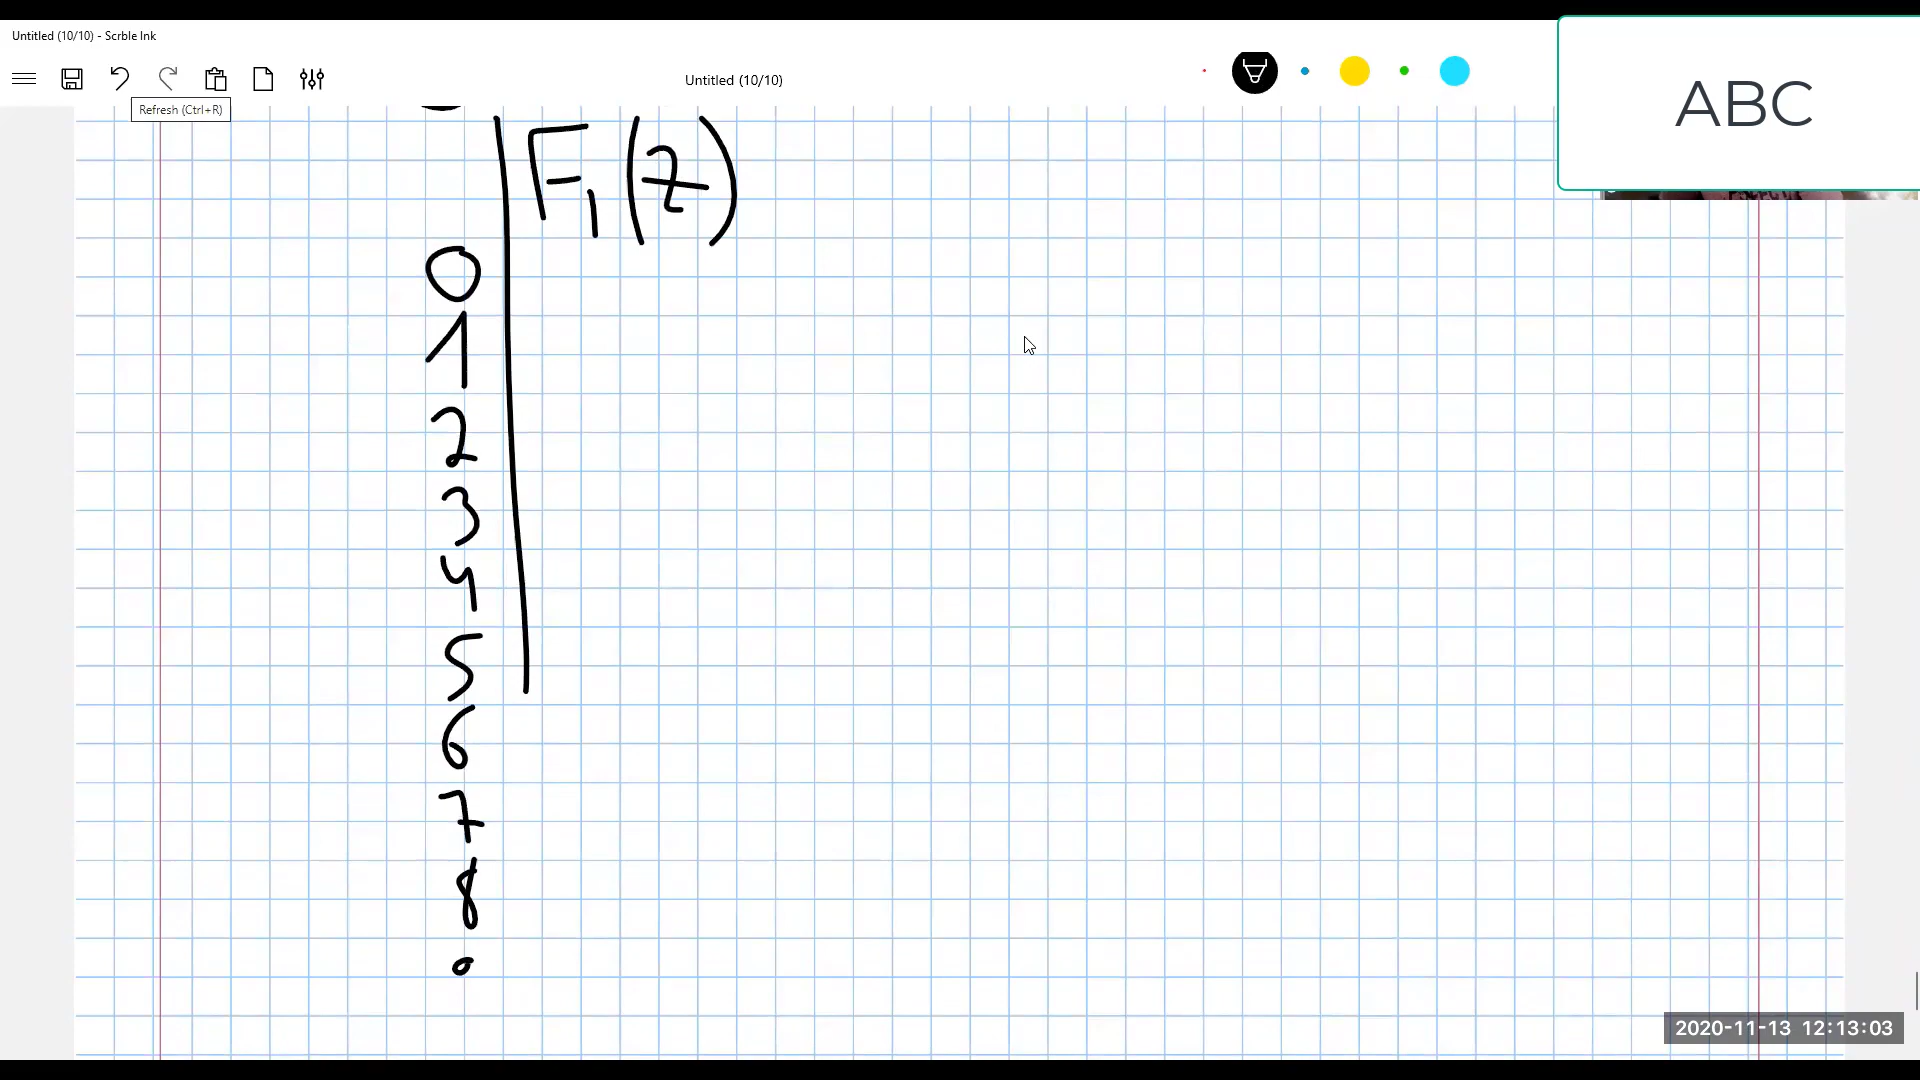 Untitled (10/10) - Scrble Ink
Untitled (10/10)
Refresh (Ctrl+R)
ABC
F₁(z)
0
1
2
3
4
5
6
7
8
2020-11-13 12:13:03